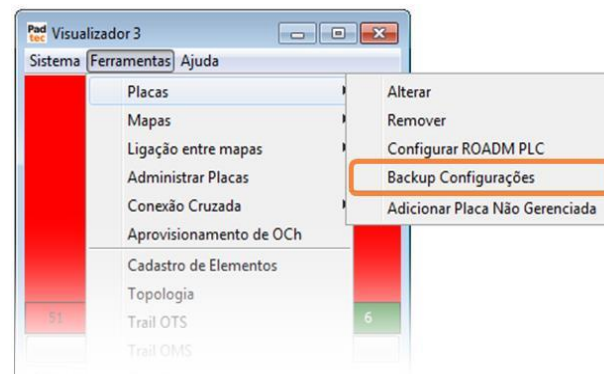 Pad tec Visualizador 3
Sistema Ferramentas Ajuda
Placas
Mapas
Ligação entre mapas
Administrar Placas
Conexão Cruzada
Aprovisionamento de OCh
Cadastro de Elementos
Topologia
Trail OTS
Trail OMS
51
6
Alterar
Remover
Configurar ROADM PLC
Backup Configurações
Adicionar Placa Não Gerenciada